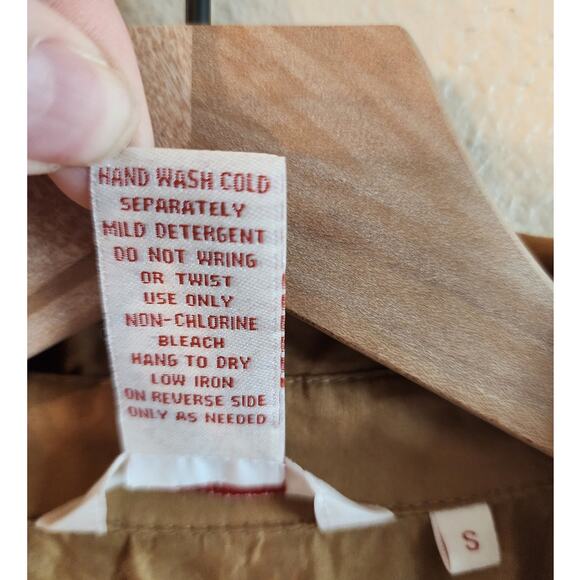 HAND WASH COLD
SEPARATELY
MILD DETERGENT
DO NOT WRING
OR TWIST
USE ONLY
NON-CHLORINE
BLEACH
HANG TO DRY
LOW IRON
ON REVERSE SIDE
ONLY AS NEEDED
S